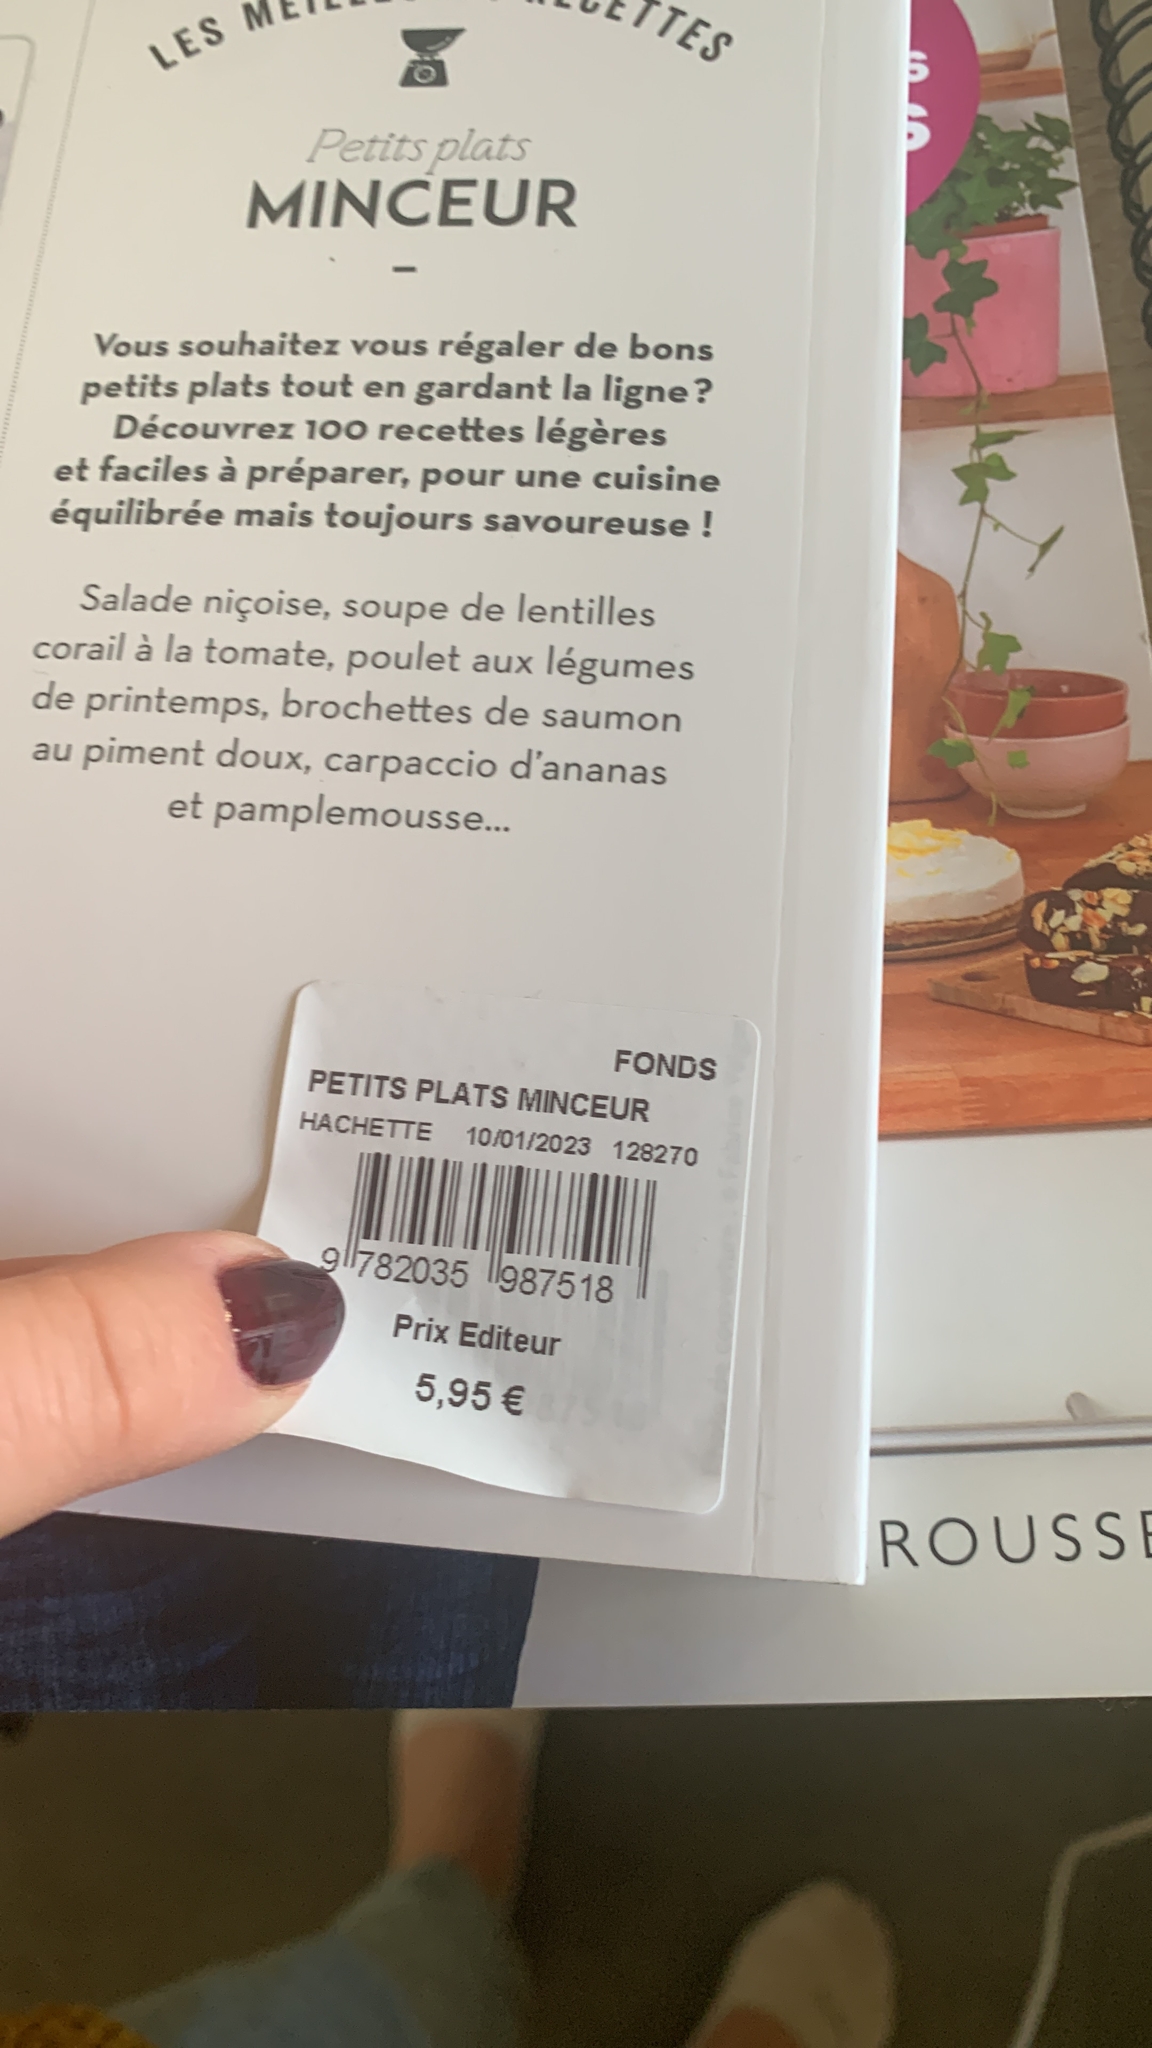 LES MEILLEURES RECETTES
Petits plats
MINCEUR
Vous souhaitez vous régaler de bons
petits plats tout en gardant la ligne ?
Découvrez 100 recettes légères
et faciles à préparer, pour une cuisine
équilibrée mais toujours savoureuse !
Salade niçoise, soupe de lentilles
corail à la tomate, poulet aux légumes
de printemps, brochettes de saumon
au piment doux, carpaccio d'ananas
et pamplemousse...
FONDS
PETITS PLATS MINCEUR
HACHETTE 10/01/2023 128270
9 782035 987518
Prix Editeur
5,95 €
ROUSSE